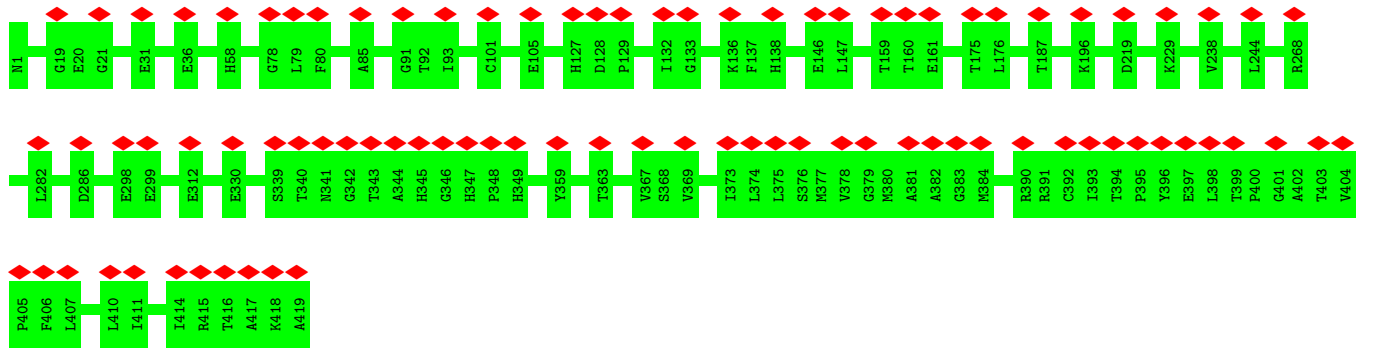 N1 G19 E20 G21 E31 E36 H58 G78 L79 F80 A85 G91 T92 I93 C101 E105 H127 D128 P129 I132 G133 K136 F137 H138 E146 L147 T159 T160 E161 T175 L176 T187 K196 D219 K229 V238 L244 R268
L282 D286 E298 E299 E312 E330 S339 T340 N341 G342 T343 A344 H345 G346 H347 P348 H349 Y359 T363 V367 S368 V369 I373 L374 L375 S376 M377 V378 G379 M380 A381 A382 G383 M384 R390 R391 C392 I393 T394 P395 Y396 E397 L398 T399 P400 G401 A402 T403 V404
P405 F406 L407 L410 I411 I414 R415 T416 A417 K418 A419